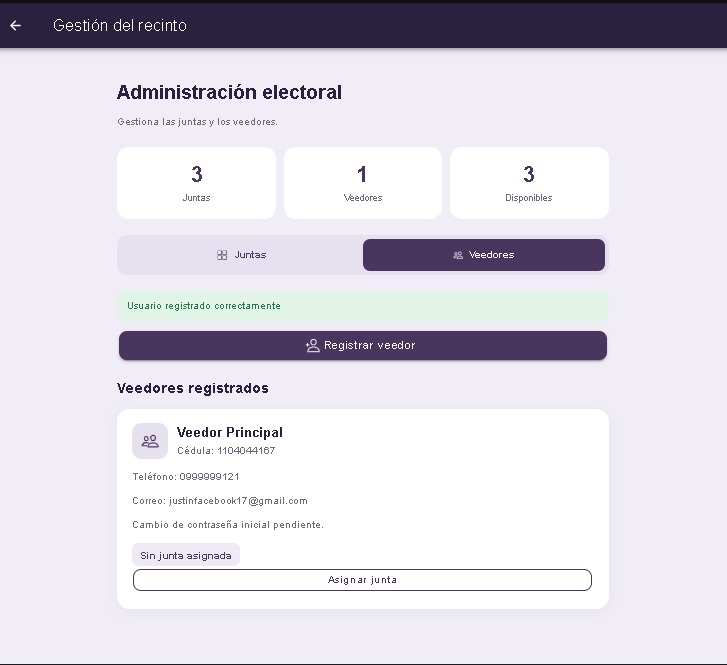 Gestión del recinto
Administración electoral
Gestiona las juntas y los veedores.
3
Juntas
1
Veedores
3
Disponibles
Juntas
Veedores
Usuario registrado correctamente
Registrar veedor
Veedores registrados
Veedor Principal
Cédula: 1104044167
Teléfono: 0999999121
Correo: justinfacebook17@gmail.com
Cambio de contraseña inicial pendiente.
Sin junta asignada
Asignar junta